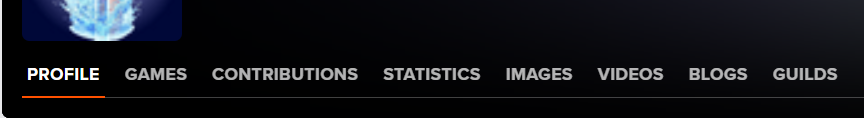 PROFILE GAMES CONTRIBUTIONS STATISTICS IMAGES VIDEOS BLOGS GUILDS